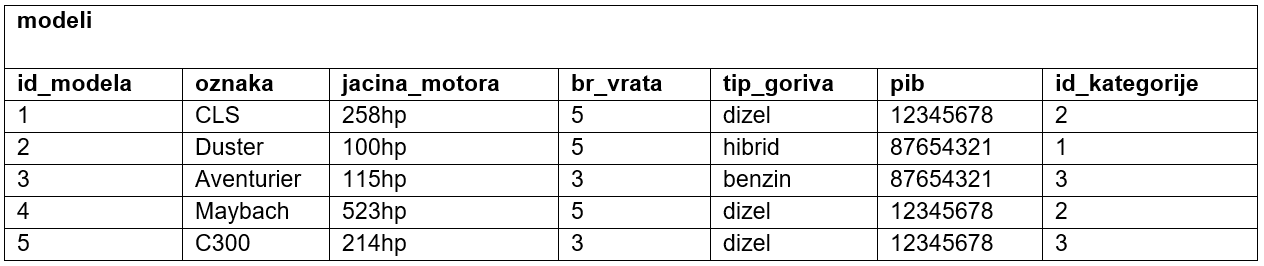 modeli
id_modela oznaka jacina_motora br_vrata tip_goriva pib id_kategorije
1 CLS 258hp 5 dizel 12345678 2
2 Duster 100hp 5 hibrid 87654321 1
3 Aventurier 115hp 3 benzin 87654321 3
4 Maybach 523hp 5 dizel 12345678 2
5 C300 214hp 3 dizel 12345678 3